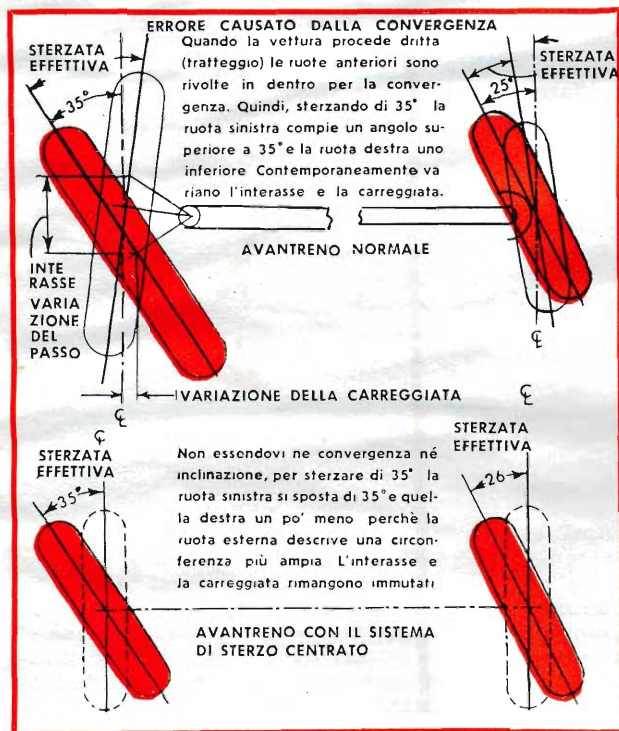 ERRORE CAUSATO DALLA CONVERGENZA
STERZATA
EFFETTIVA
35°
Quando la vettura procede dritta
(tratteggio) le ruote anteriori sono
rivolte in dentro per la conver-
genza. Quindi, sterzando di 35° la
ruota sinistra compie un angolo su-
periore a 35° e la ruota destra uno
inferiore Contemporaneamente va
riano l'interasse e la carreggiata.
STERZATA
EFFETTIVA
25°
AVANTRENO NORMALE
INTE
RASSE
VARIA
ZIONE
DEL
PASSO
℄
℄
VARIAZIONE DELLA CARREGGIATA
℄
STERZATA
EFFETTIVA
35°
Non essendovi ne convergenza né
inclinazione, per sterzare di 35° la
ruota sinistra si sposta di 35° e quel-
la destra un po' meno perchè la
ruota esterna descrive una circon-
ferenza più ampia L'interasse e
la carreggiata rimangono immutati
℄
STERZATA
EFFETTIVA
26
AVANTRENO CON IL SISTEMA
DI STERZO CENTRATO